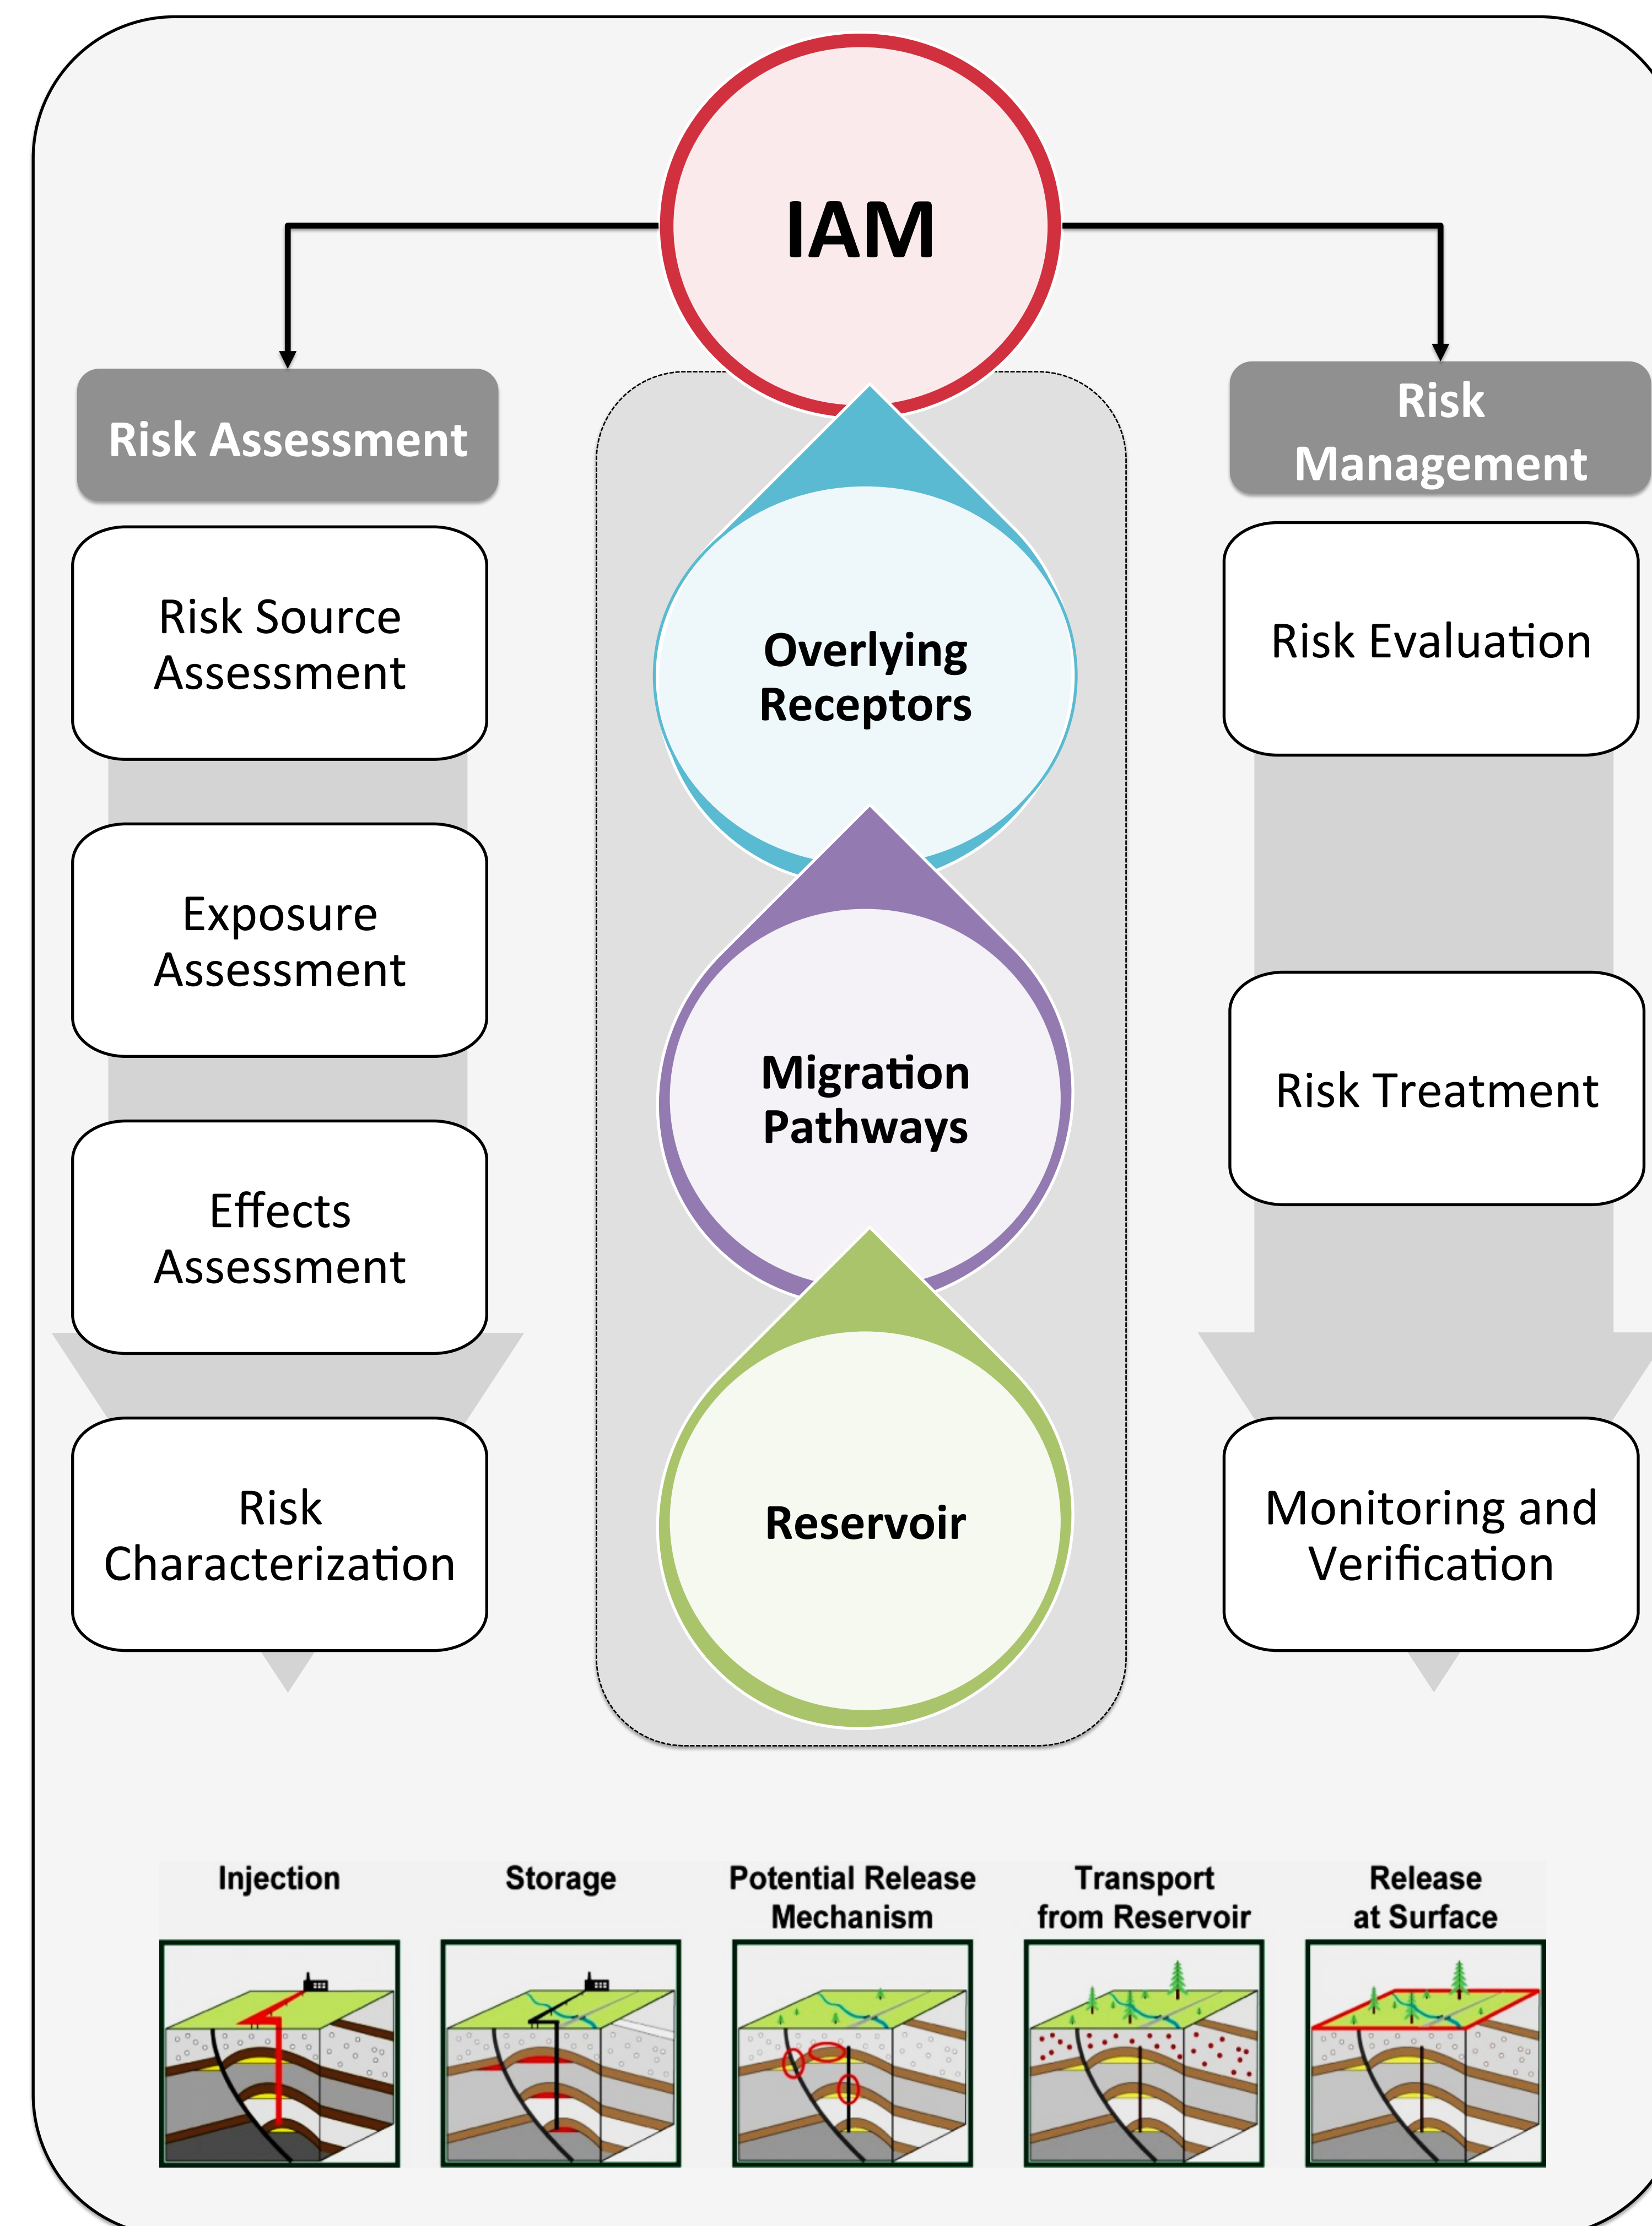 IAM
Risk Assessment
Risk Source
Assessment
Exposure
Assessment
Effects
Assessment
Risk
Characterization
Overlying
Receptors
Migration
Pathways
Reservoir
Risk
Management
Risk Evaluation
Risk Treatment
Monitoring and
Verification
Injection
Storage
Potential Release
Mechanism
Transport
from Reservoir
Release
at Surface